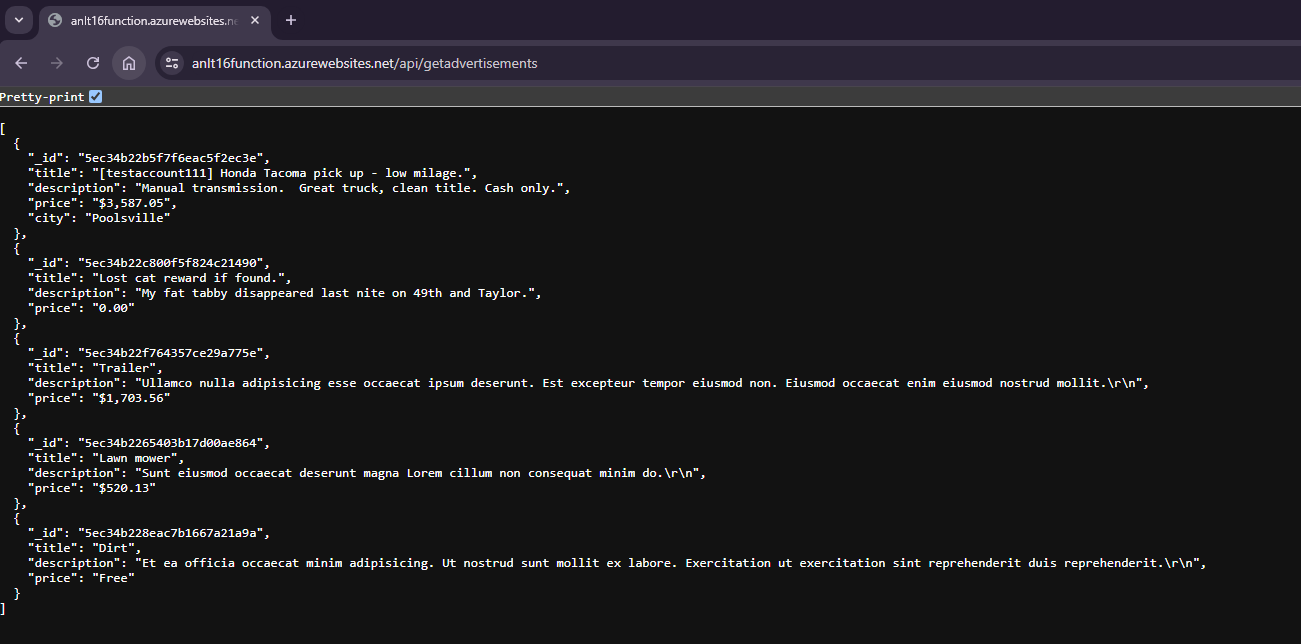 anlt16function.azurewebsites.ne
anlt16function.azurewebsites.net/api/getadvertisements
Pretty-print
[
  {
    "_id": "5ec34b22b5f7f6eac5f2ec3e",
    "title": "[testaccount111] Honda Tacoma pick up - low milage.",
    "description": "Manual transmission.  Great truck, clean title. Cash only.",
    "price": "$3,587.05",
    "city": "Poolsville"
  },
  {
    "_id": "5ec34b22c800f5f824c21490",
    "title": "Lost cat reward if found.",
    "description": "My fat tabby disappeared last nite on 49th and Taylor.",
    "price": "0.00"
  },
  {
    "_id": "5ec34b22f764357ce29a775e",
    "title": "Trailer",
    "description": "Ullamco nulla adipisicing esse occaecat ipsum deserunt. Est excepteur tempor eiusmod non. Eiusmod occaecat enim eiusmod nostrud mollit.\r\n",
    "price": "$1,703.56"
  },
  {
    "_id": "5ec34b2265403b17d00ae864",
    "title": "Lawn mower",
    "description": "Sunt eiusmod occaecat deserunt magna Lorem cillum non consequat minim do.\r\n",
    "price": "$520.13"
  },
  {
    "_id": "5ec34b228eac7b1667a21a9a",
    "title": "Dirt",
    "description": "Et ea officia occaecat minim adipisicing. Ut nostrud sunt mollit ex labore. Exercitation ut exercitation sint reprehenderit duis reprehenderit.\r\n",
    "price": "Free"
  }
]